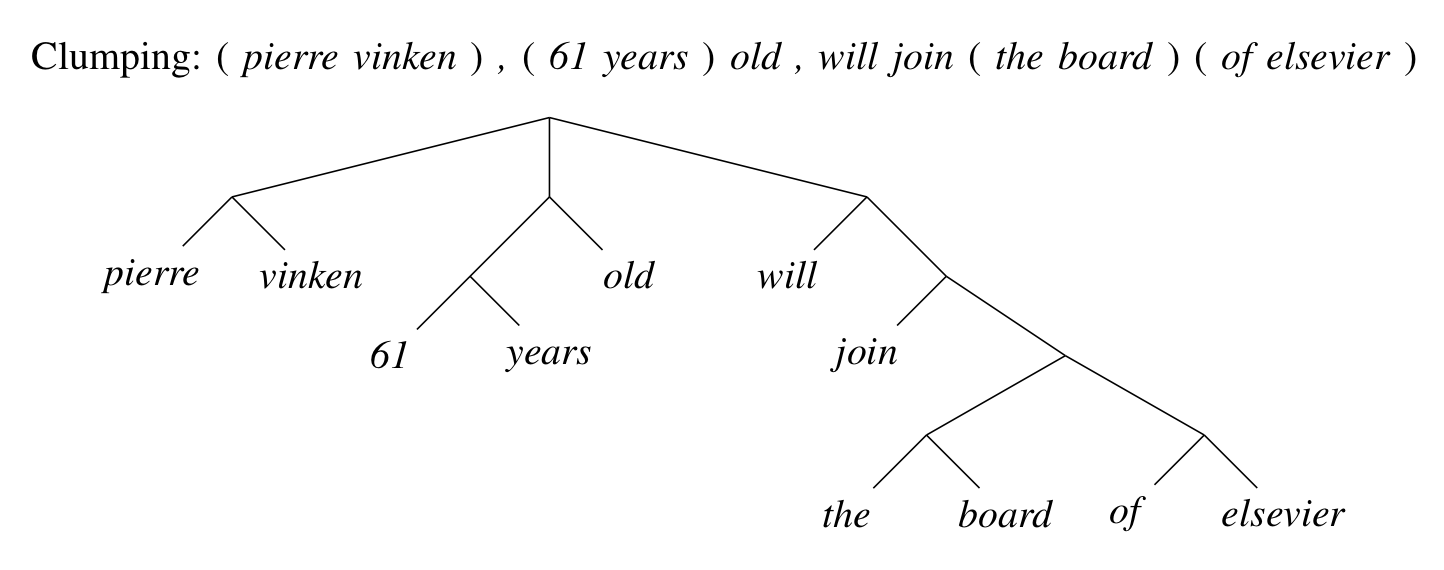 Clumping: ( pierre vinken ) , ( 61 years ) old , will join ( the board ) ( of elsevier )
pierre vinken old will
61 years join
the board of elsevier